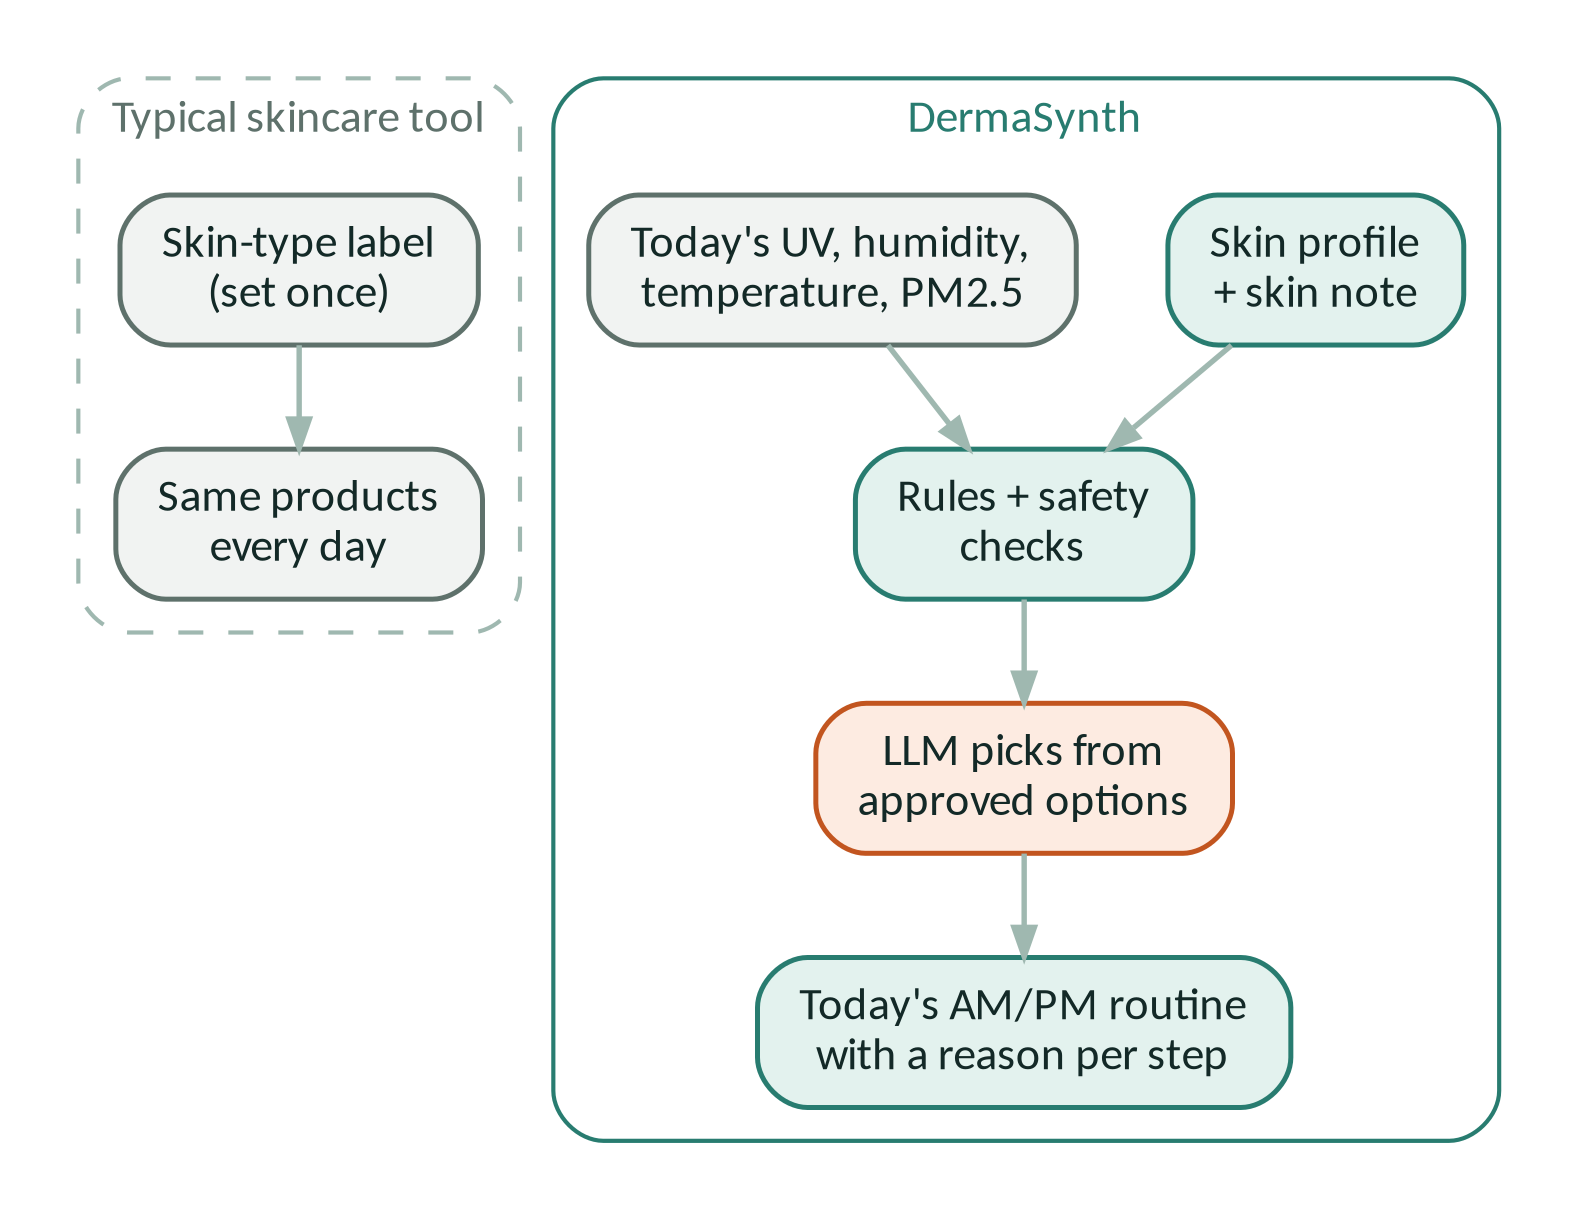 Typical skincare tool
Skin-type label
(set once)
Same products
every day
DermaSynth
Today's UV, humidity,
temperature, PM2.5
Skin profile
+ skin note
Rules + safety
checks
LLM picks from
approved options
Today's AM/PM routine
with a reason per step